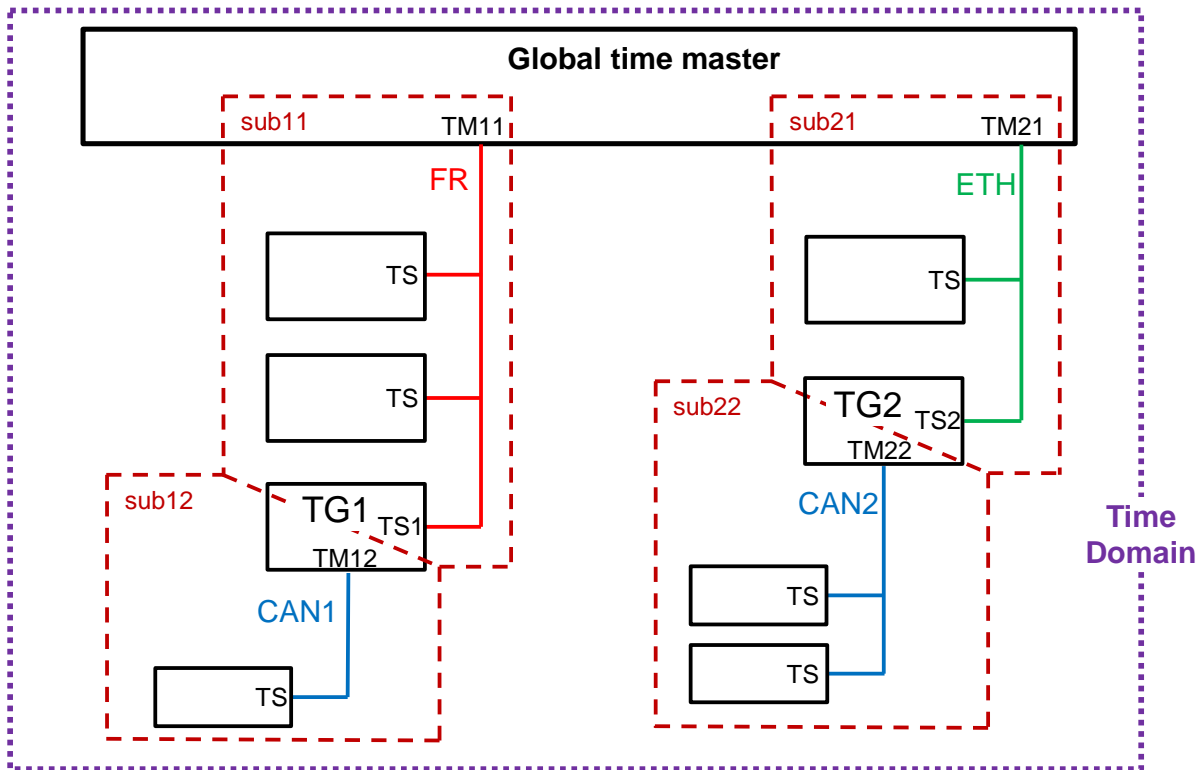 Global time master
sub11
TM11
sub21
TM21
FR
ETH
TS
TS
TS
sub22
TG2
TS2
TM22
sub12
TG1
TS1
TM12
CAN2
CAN1
Time
Domain
TS
TS
TS